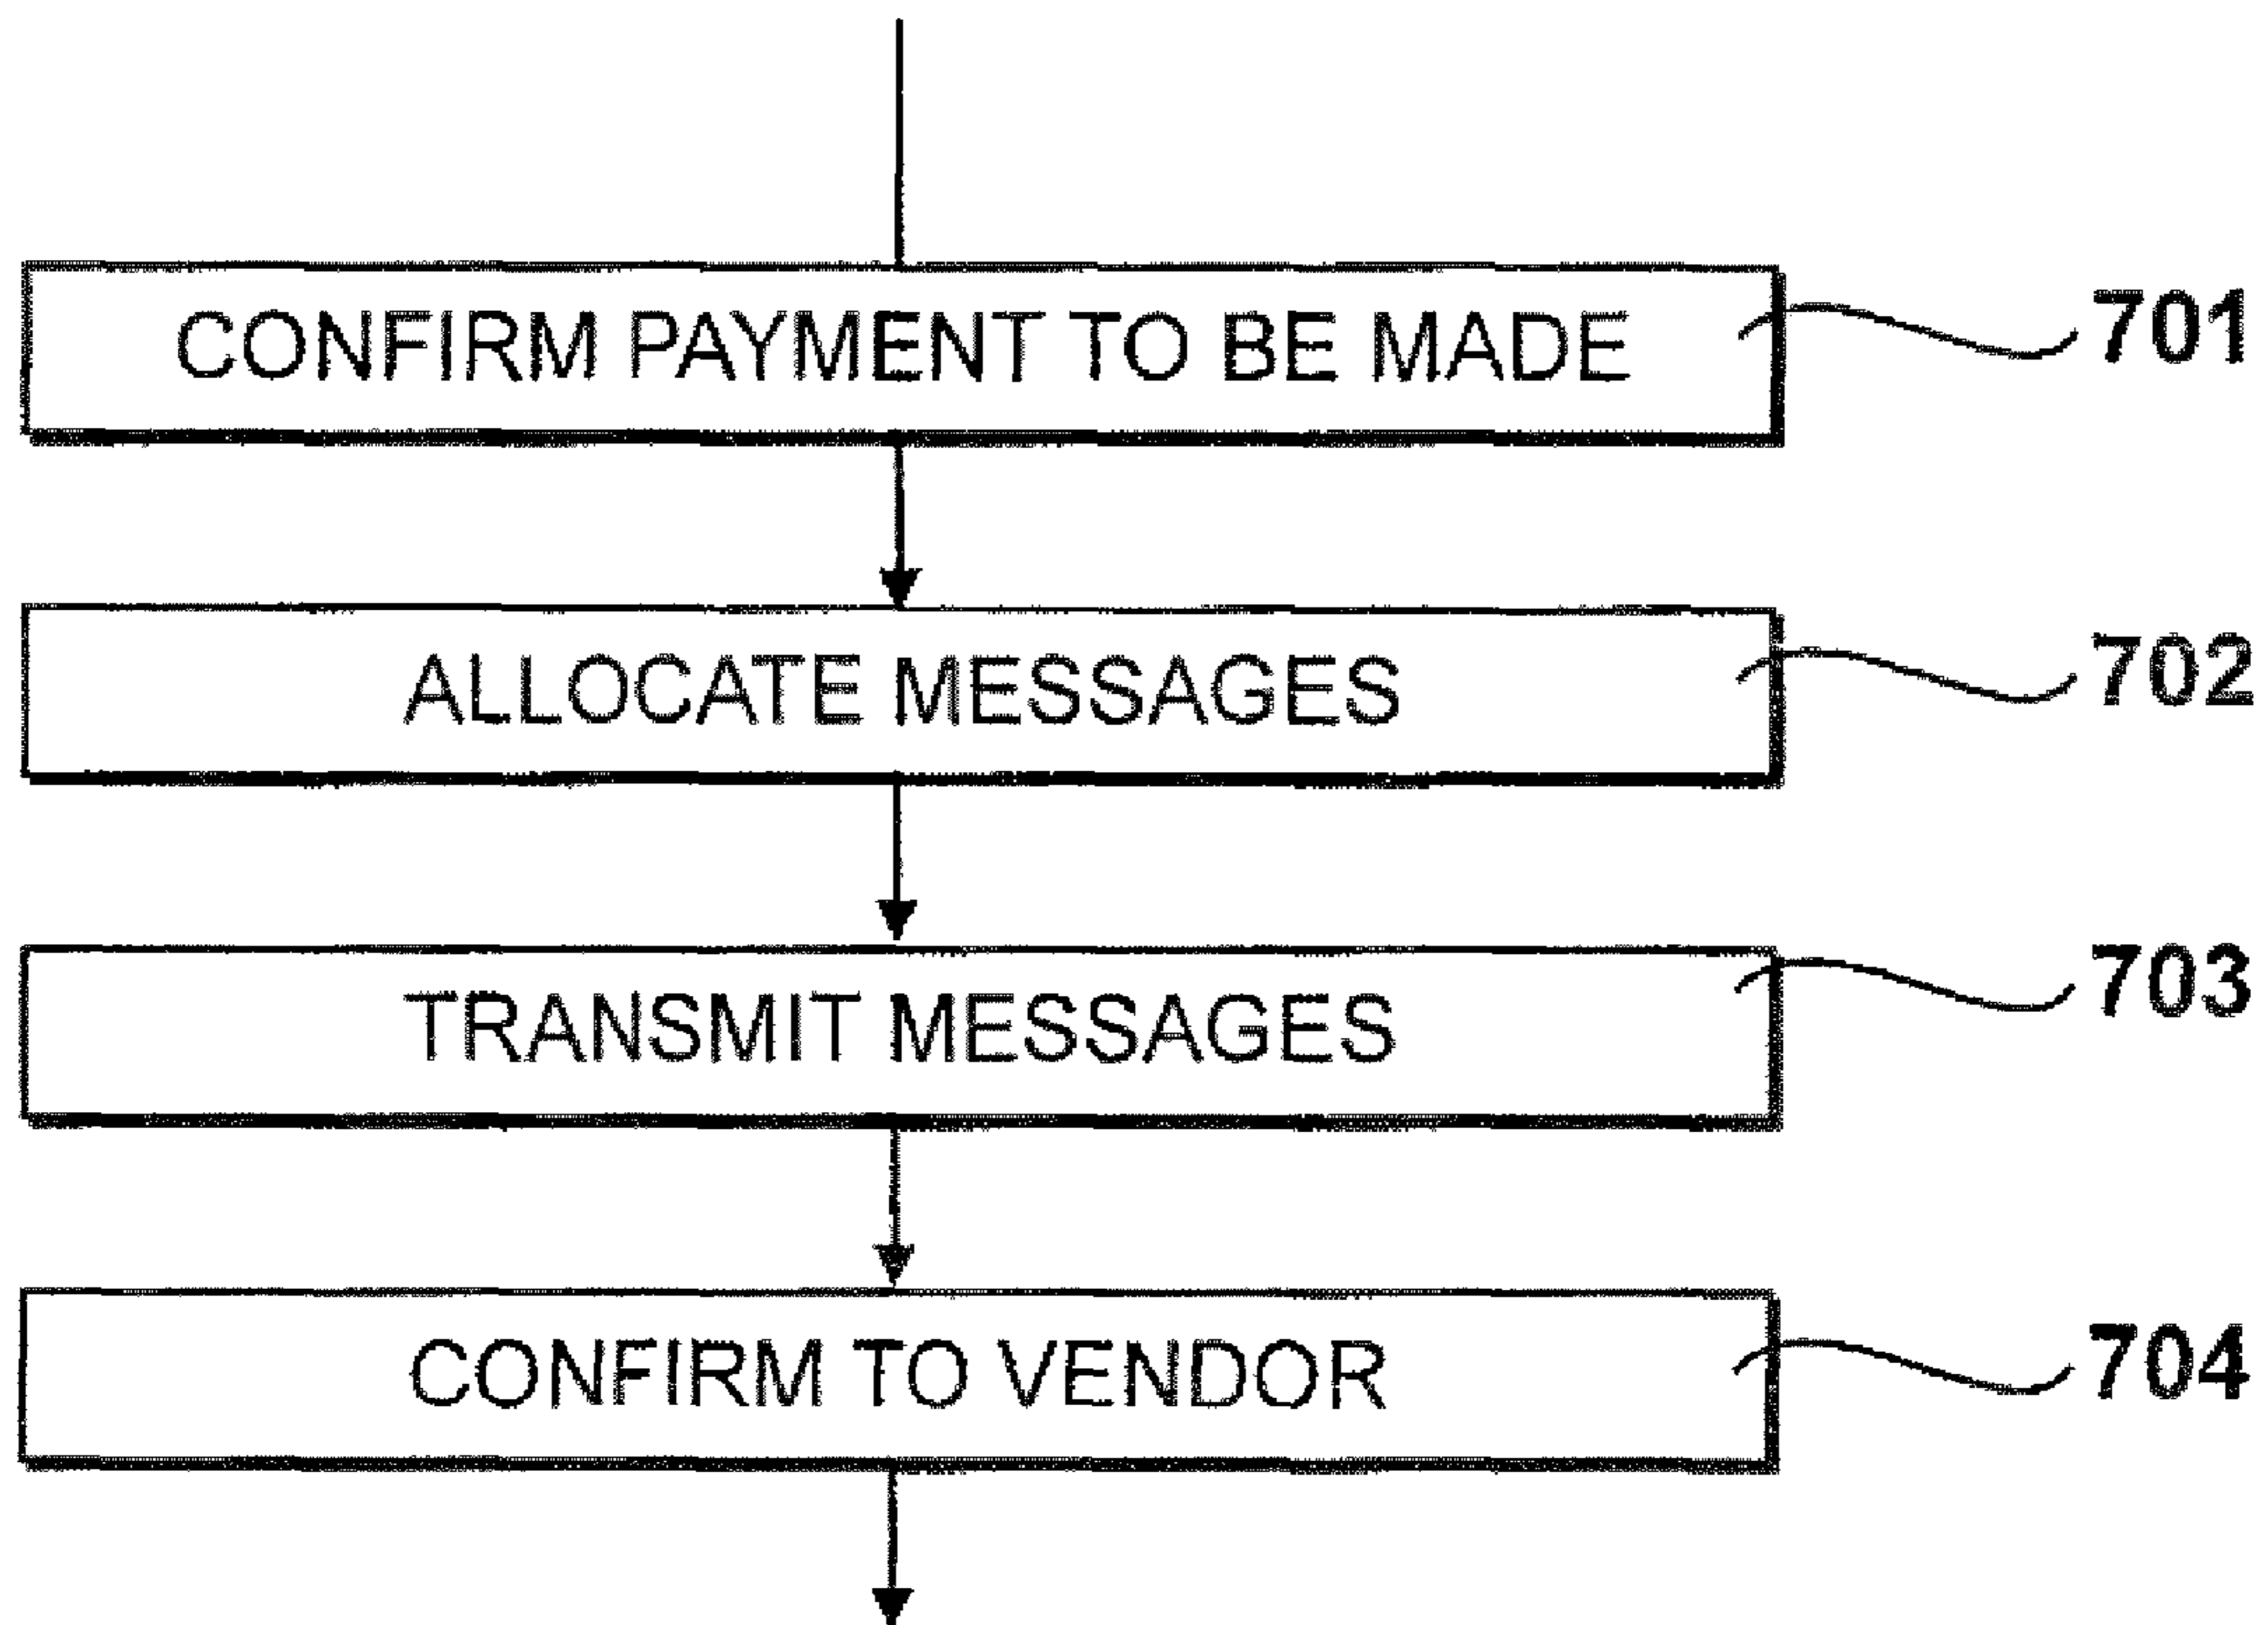 CONFIRM PAYMENT TO BE MADE 701
ALLOCATE MESSAGES 702
TRANSMIT MESSAGES 703
CONFIRM TO VENDOR 704